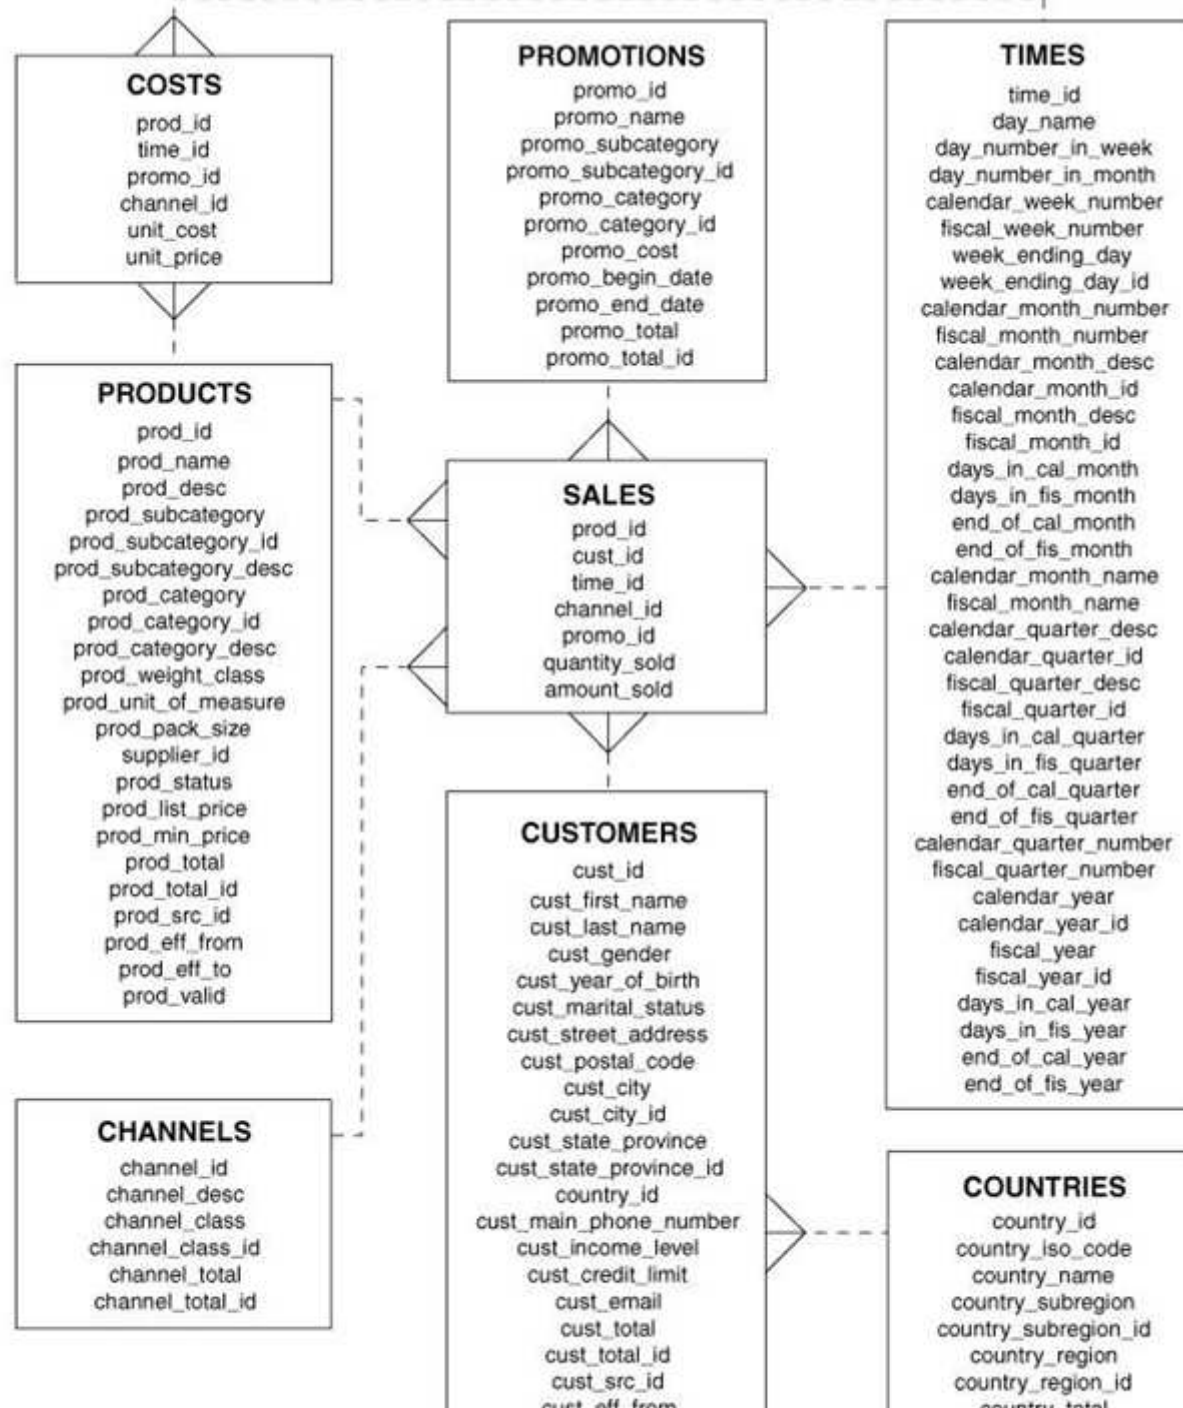 COSTS
prod_id
time_id
promo_id
channel_id
unit_cost
unit_price
PROMOTIONS
promo_id
promo_name
promo_subcategory
promo_subcategory_id
promo_category
promo_category_id
promo_cost
promo_begin_date
promo_end_date
promo_total
promo_total_id
TIMES
time_id
day_name
day_number_in_week
day_number_in_month
calendar_week_number
fiscal_week_number
week_ending_day
week_ending_day_id
calendar_month_number
fiscal_month_number
calendar_month_desc
calendar_month_id
fiscal_month_desc
fiscal_month_id
days_in_cal_month
days_in_fis_month
end_of_cal_month
end_of_fis_month
calendar_month_name
fiscal_month_name
calendar_quarter_desc
calendar_quarter_id
fiscal_quarter_desc
fiscal_quarter_id
days_in_cal_quarter
days_in_fis_quarter
end_of_cal_quarter
end_of_fis_quarter
calendar_quarter_number
fiscal_quarter_number
calendar_year
calendar_year_id
fiscal_year
fiscal_year_id
days_in_cal_year
days_in_fis_year
end_of_cal_year
end_of_fis_year
PRODUCTS
prod_id
prod_name
prod_desc
prod_subcategory
prod_subcategory_id
prod_subcategory_desc
prod_category
prod_category_id
prod_category_desc
prod_weight_class
prod_unit_of_measure
prod_pack_size
supplier_id
prod_status
prod_list_price
prod_min_price
prod_total
prod_total_id
prod_src_id
prod_eff_from
prod_eff_to
prod_valid
SALES
prod_id
cust_id
time_id
channel_id
promo_id
quantity_sold
amount_sold
CUSTOMERS
cust_id
cust_first_name
cust_last_name
cust_gender
cust_year_of_birth
cust_marital_status
cust_street_address
cust_postal_code
cust_city
cust_city_id
cust_state_province
cust_state_province_id
country_id
cust_main_phone_number
cust_income_level
cust_credit_limit
cust_email
cust_total
cust_total_id
cust_src_id
cust_eff_from
CHANNELS
channel_id
channel_desc
channel_class
channel_class_id
channel_total
channel_total_id
COUNTRIES
country_id
country_iso_code
country_name
country_subregion
country_subregion_id
country_region
country_region_id
country_total